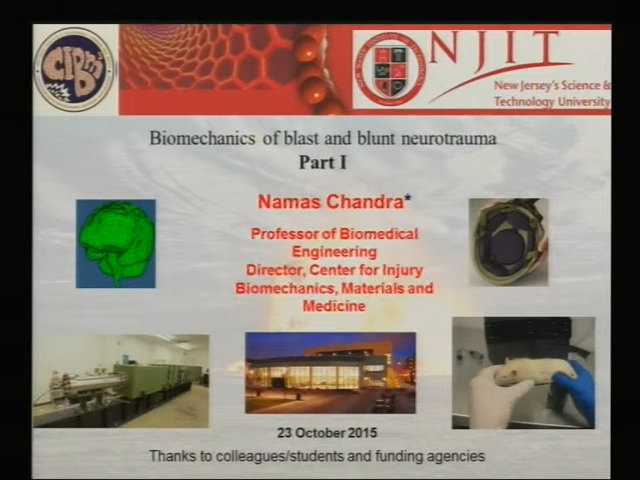 CIBM
NJIT
New Jersey's Science &
Technology University
Biomechanics of blast and blunt neurotrauma
Part I
Namas Chandra*
Professor of Biomedical
Engineering
Director, Center for Injury
Biomechanics, Materials and
Medicine
23 October 2015
Thanks to colleagues/students and funding agencies